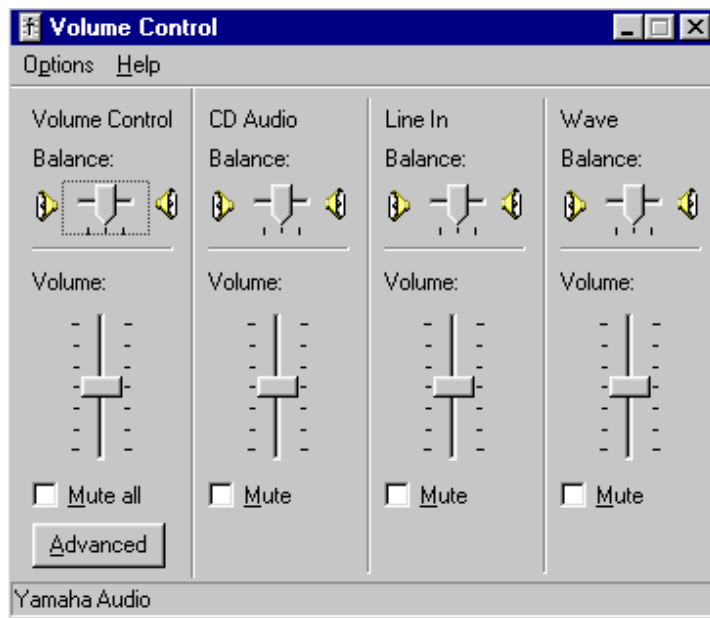 Volume Control
Options Help
Volume Control
Balance:
Volume:
Mute all
Advanced
CD Audio
Balance:
Volume:
Mute
Line In
Balance:
Volume:
Mute
Wave
Balance:
Volume:
Mute
Yamaha Audio